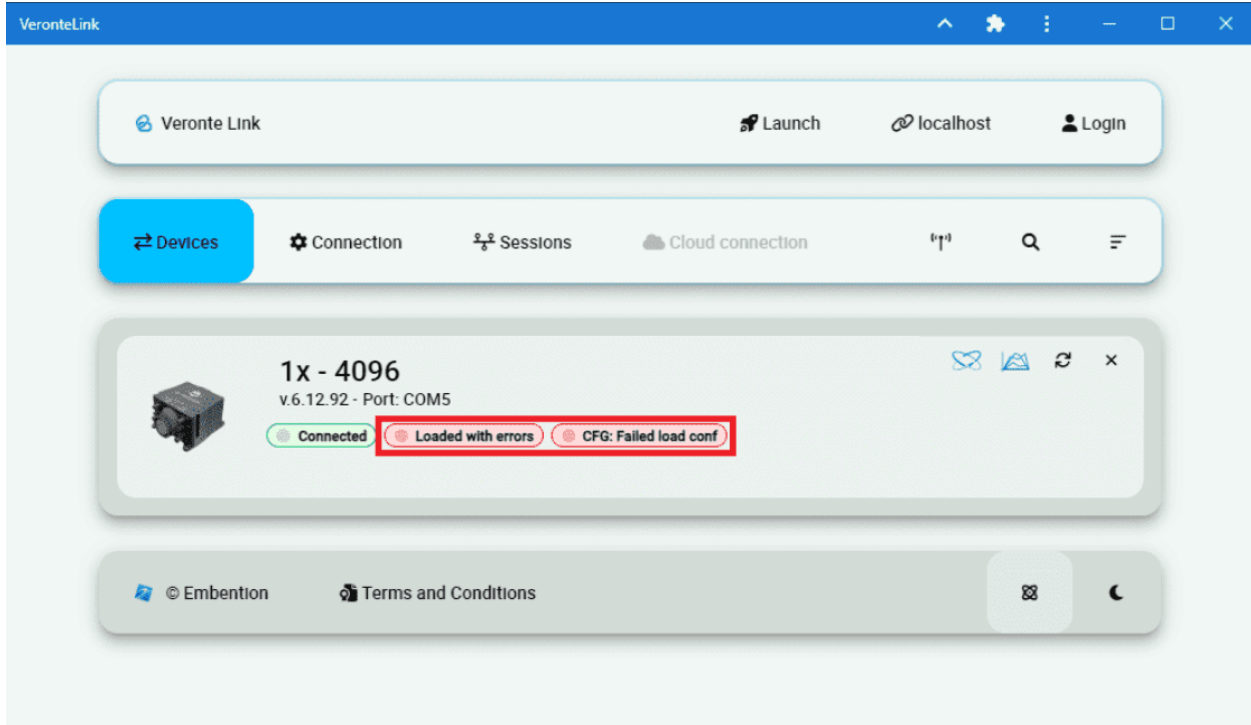 VeronteLink
Veronte Link Launch localhost Login
Devices Connection Sessions Cloud connection
1x - 4096
v.6.12.92 - Port: COM5
Connected Loaded with errors CFG: Failed load conf
© Embention Terms and Conditions